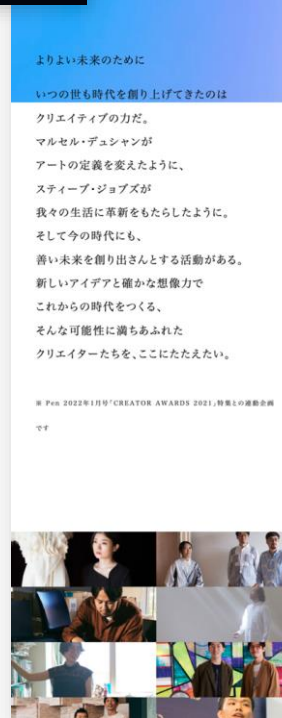 よりよい未来のために
いつの世も時代を創り上げてきたのは
クリエイティブの力だ。
マルセル・デュシャンが
アートの定義を変えたように、
スティーブ・ジョブズが
我々の生活に革新をもたらしたように。
そして今の時代にも、
善い未来を創り出さんとする活動がある。
新しいアイデアと確かな想像力で
これからの時代をつくる、
そんな可能性に満ちあふれた
クリエイターたちを、ここにたたえたい。
※ Pen 2022年1月号「CREATOR AWARDS 2021」特集との連動企画
です